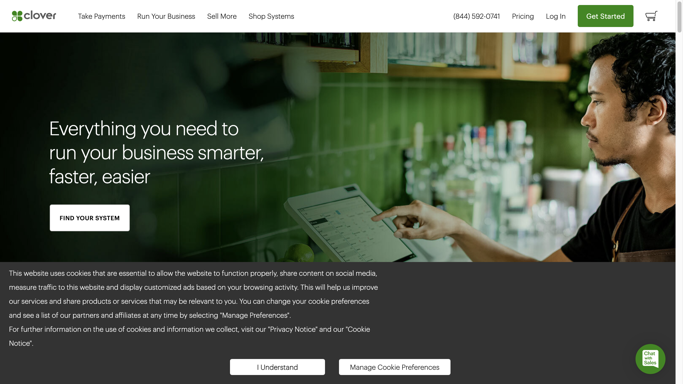 clover
Take Payments
Run Your Business
Sell More
Shop Systems
(844) 592-0741
Pricing
Log In
Get Started
Everything you need to
run your business smarter,
faster, easier
FIND YOUR SYSTEM
This website uses cookies that are essential to allow the website to function properly, share content on social media,
measure traffic to this website and display customized ads based on your browsing activity. This will help us improve
our services and share products or services that may be relevant to you. You can change your cookie preferences
and see a list of our partners and affiliates at any time by selecting "Manage Preferences".
For further information on the use of cookies and information we collect, visit our "Privacy Notice" and our "Cookie
Notice".
I Understand
Manage Cookie Preferences
Chat
with
Sales